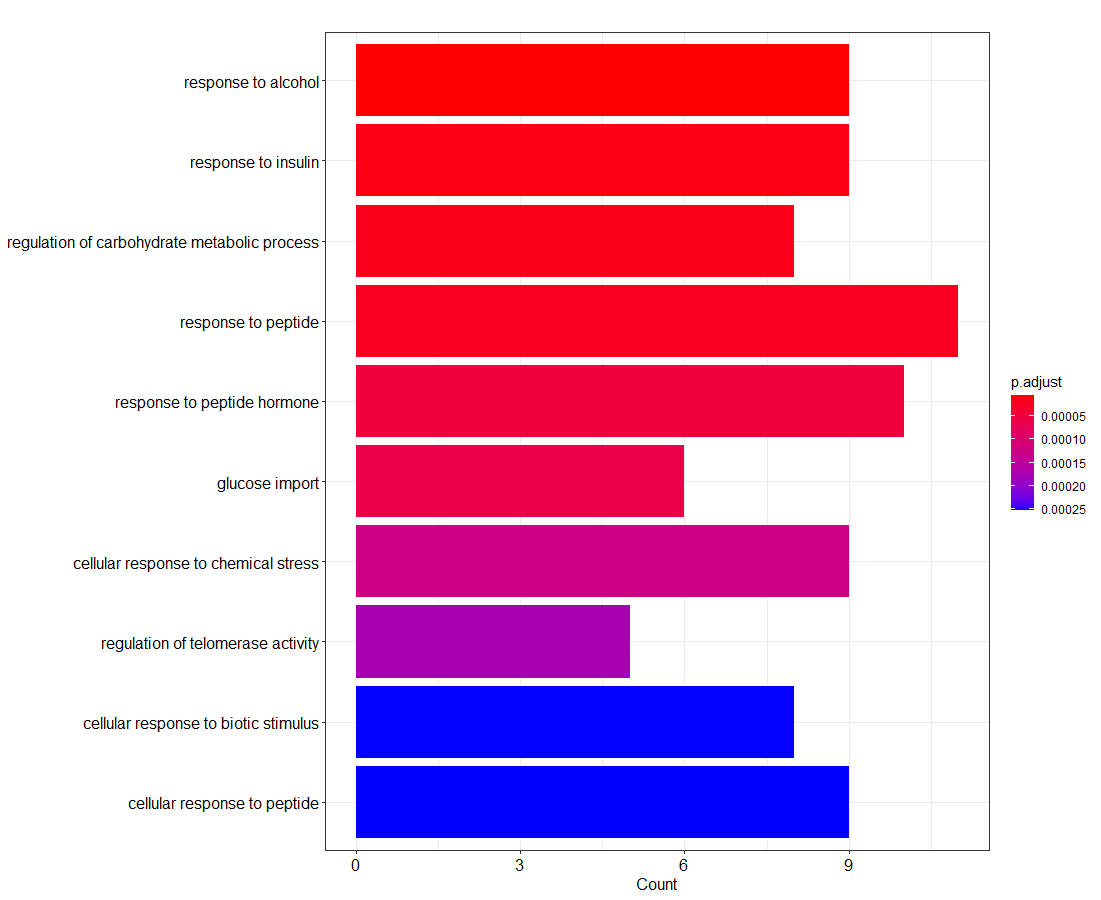 response to alcohol
response to insulin
regulation of carbohydrate metabolic process
response to peptide
response to peptide hormone
glucose import
cellular response to chemical stress
regulation of telomerase activity
cellular response to biotic stimulus
cellular response to peptide
0 3 6 9
Count
p.adjust
0.00005
0.00010
0.00015
0.00020
0.00025